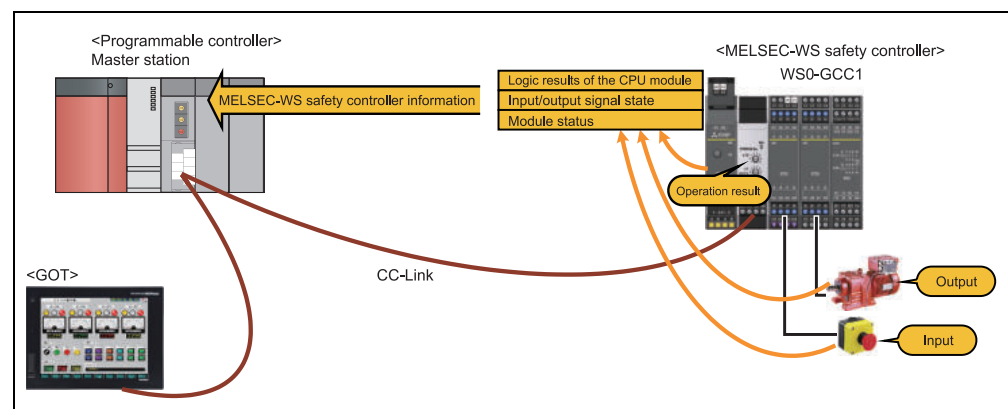 <Programmable controller>
Master station
MELSEC-WS safety controller information
Logic results of the CPU module
Input/output signal state
Module status
<MELSEC-WS safety controller>
WS0-GCC1
Operation result
<GOT>
CC-Link
Output
Input